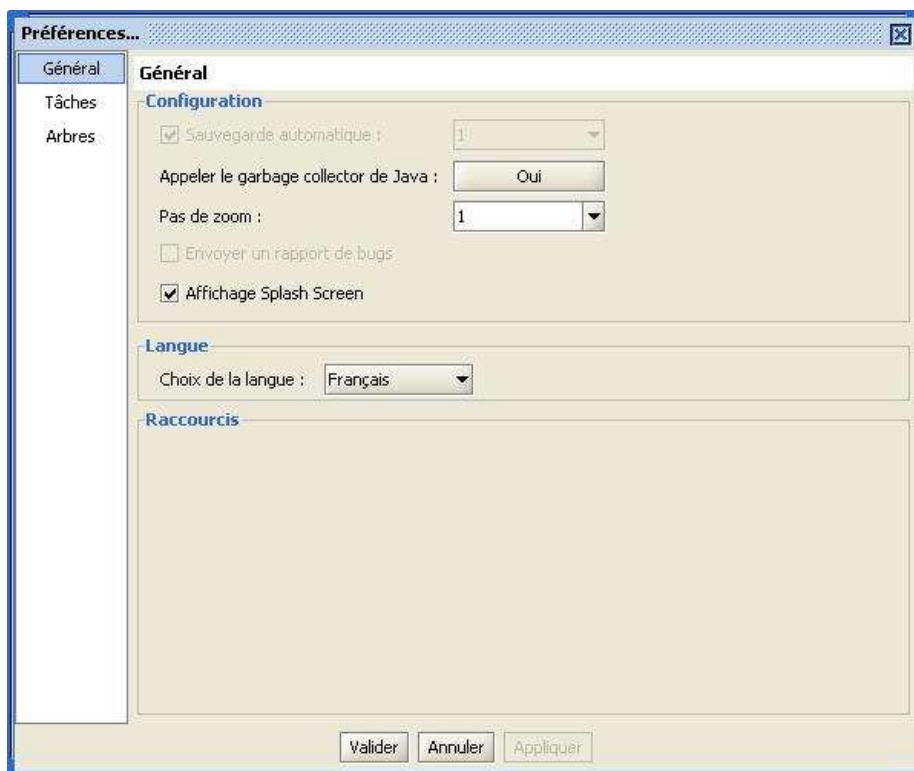 Préférences...
Général
Tâches
Arbres
Général
Configuration
Sauvegarde automatique :
1
Appeler le garbage collector de Java :
Oui
Pas de zoom :
1
Envoyer un rapport de bugs
Affichage Splash Screen
Langue
Choix de la langue :
Français
Raccourcis
Valider
Annuler
Appliquer